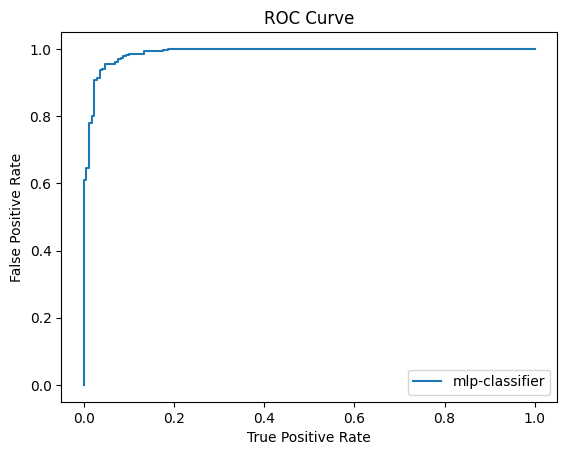 ROC Curve
1.0
0.8
0.6
0.4
0.2
0.0
False Positive Rate
0.0 0.2 0.4 0.6 0.8 1.0
True Positive Rate
mlp-classifier